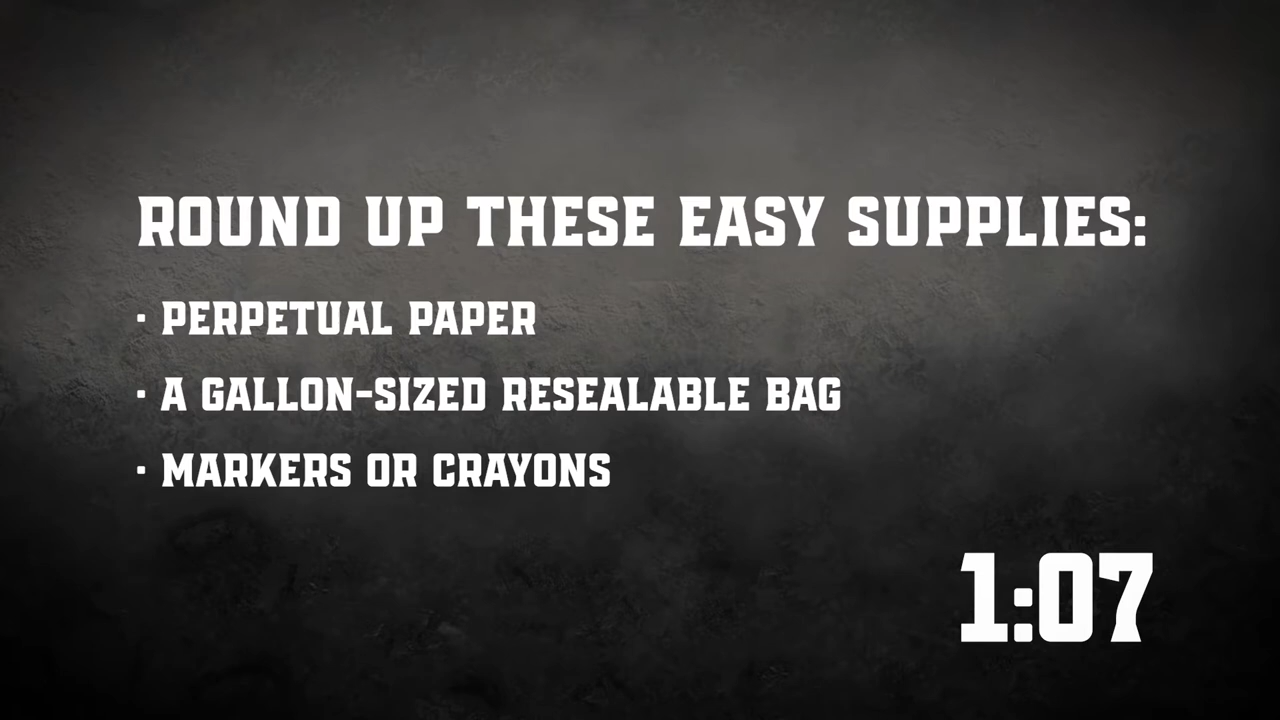 ROUND UP THESE EASY SUPPLIES:
· PERPETUAL PAPER
· A GALLON-SIZED RESEALABLE BAG
· MARKERS OR CRAYONS
1:07